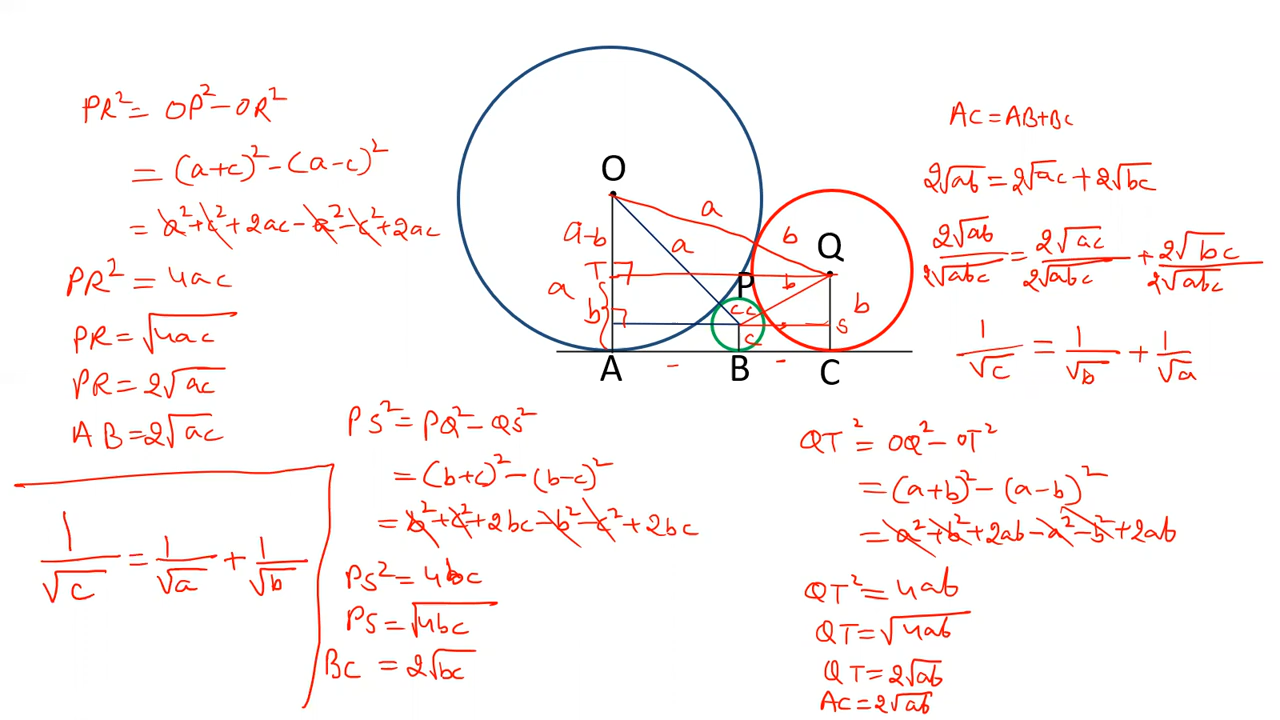 PR² = OP² - OR²
= (a+c)² - (a-c)²
= a² + c² + 2ac - a² - c² + 2ac
PR² = 4ac
PR = √4ac
PR = 2√ac
AB = 2√ac
1/√c = 1/√a + 1/√b
O
a
a-b
a
b
Q
T
P
b
a
b
b
c c
c
S
A
-
B
-
C
PS² = PQ² - QS²
= (b+c)² - (b-c)²
= b² + c² + 2bc - b² - c² + 2bc
PS² = 4bc
PS = √4bc
BC = 2√bc
AC = AB+BC
2√ab = 2√ac + 2√bc
2√ab/2√abc = 2√ac/2√abc + 2√bc/2√abc
1/√c = 1/√b + 1/√a
QT² = OQ² - OT²
= (a+b)² - (a-b)²
= a² + b² + 2ab - a² - b² + 2ab
QT² = 4ab
QT = √4ab
QT = 2√ab
AC = 2√ab